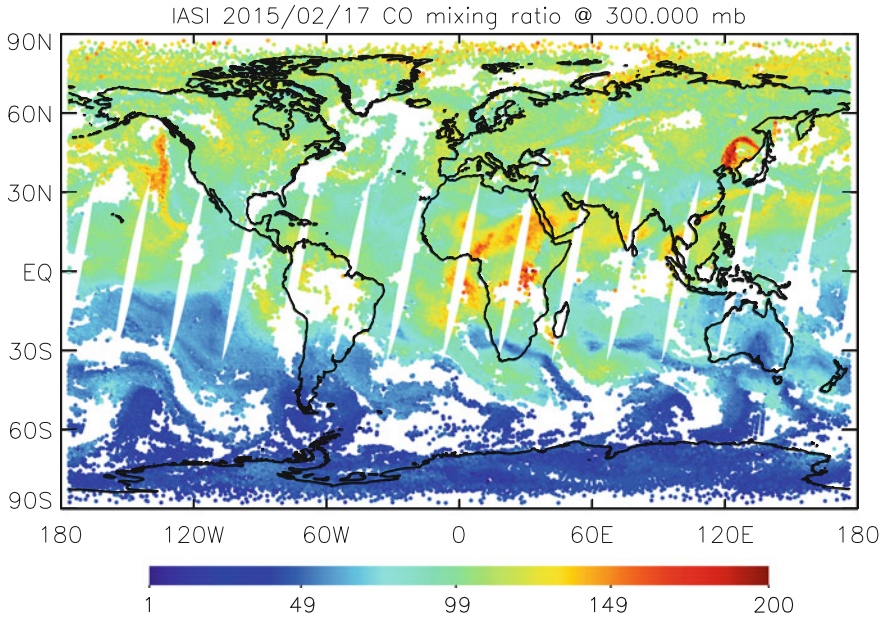 IASI 2015/02/17 CO mixing ratio @ 300.000 mb
90N
60N
30N
EQ
30S
60S
90S
180 120W 60W 0 60E 120E 180
1 49 99 149 200